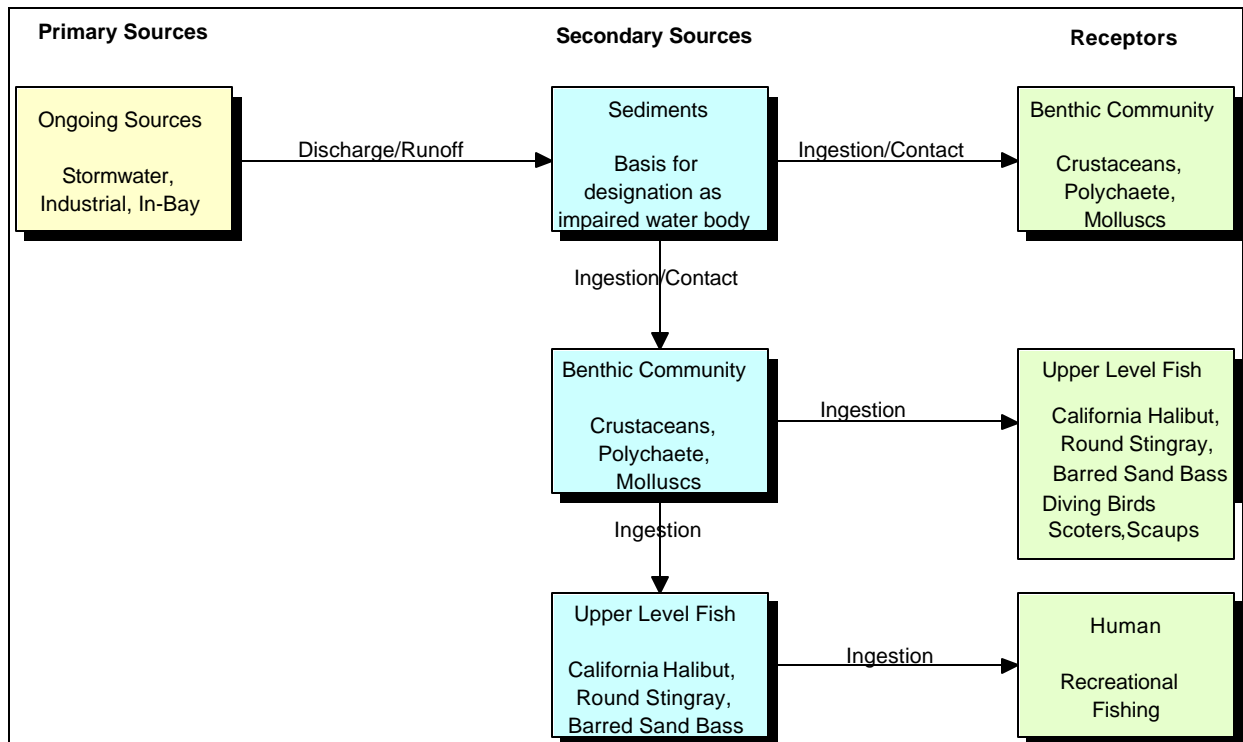 Primary Sources
Secondary Sources
Receptors
Ongoing Sources
Stormwater,
Industrial, In-Bay
Discharge/Runoff
Sediments
Basis for
designation as
impaired water body
Ingestion/Contact
Benthic Community
Crustaceans,
Polychaete,
Molluscs
Ingestion/Contact
Benthic Community
Crustaceans,
Polychaete,
Molluscs
Ingestion
Upper Level Fish
California Halibut,
Round Stingray,
Barred Sand Bass
Diving Birds
Scoters,Scaups
Ingestion
Upper Level Fish
California Halibut,
Round Stingray,
Barred Sand Bass
Ingestion
Human
Recreational
Fishing